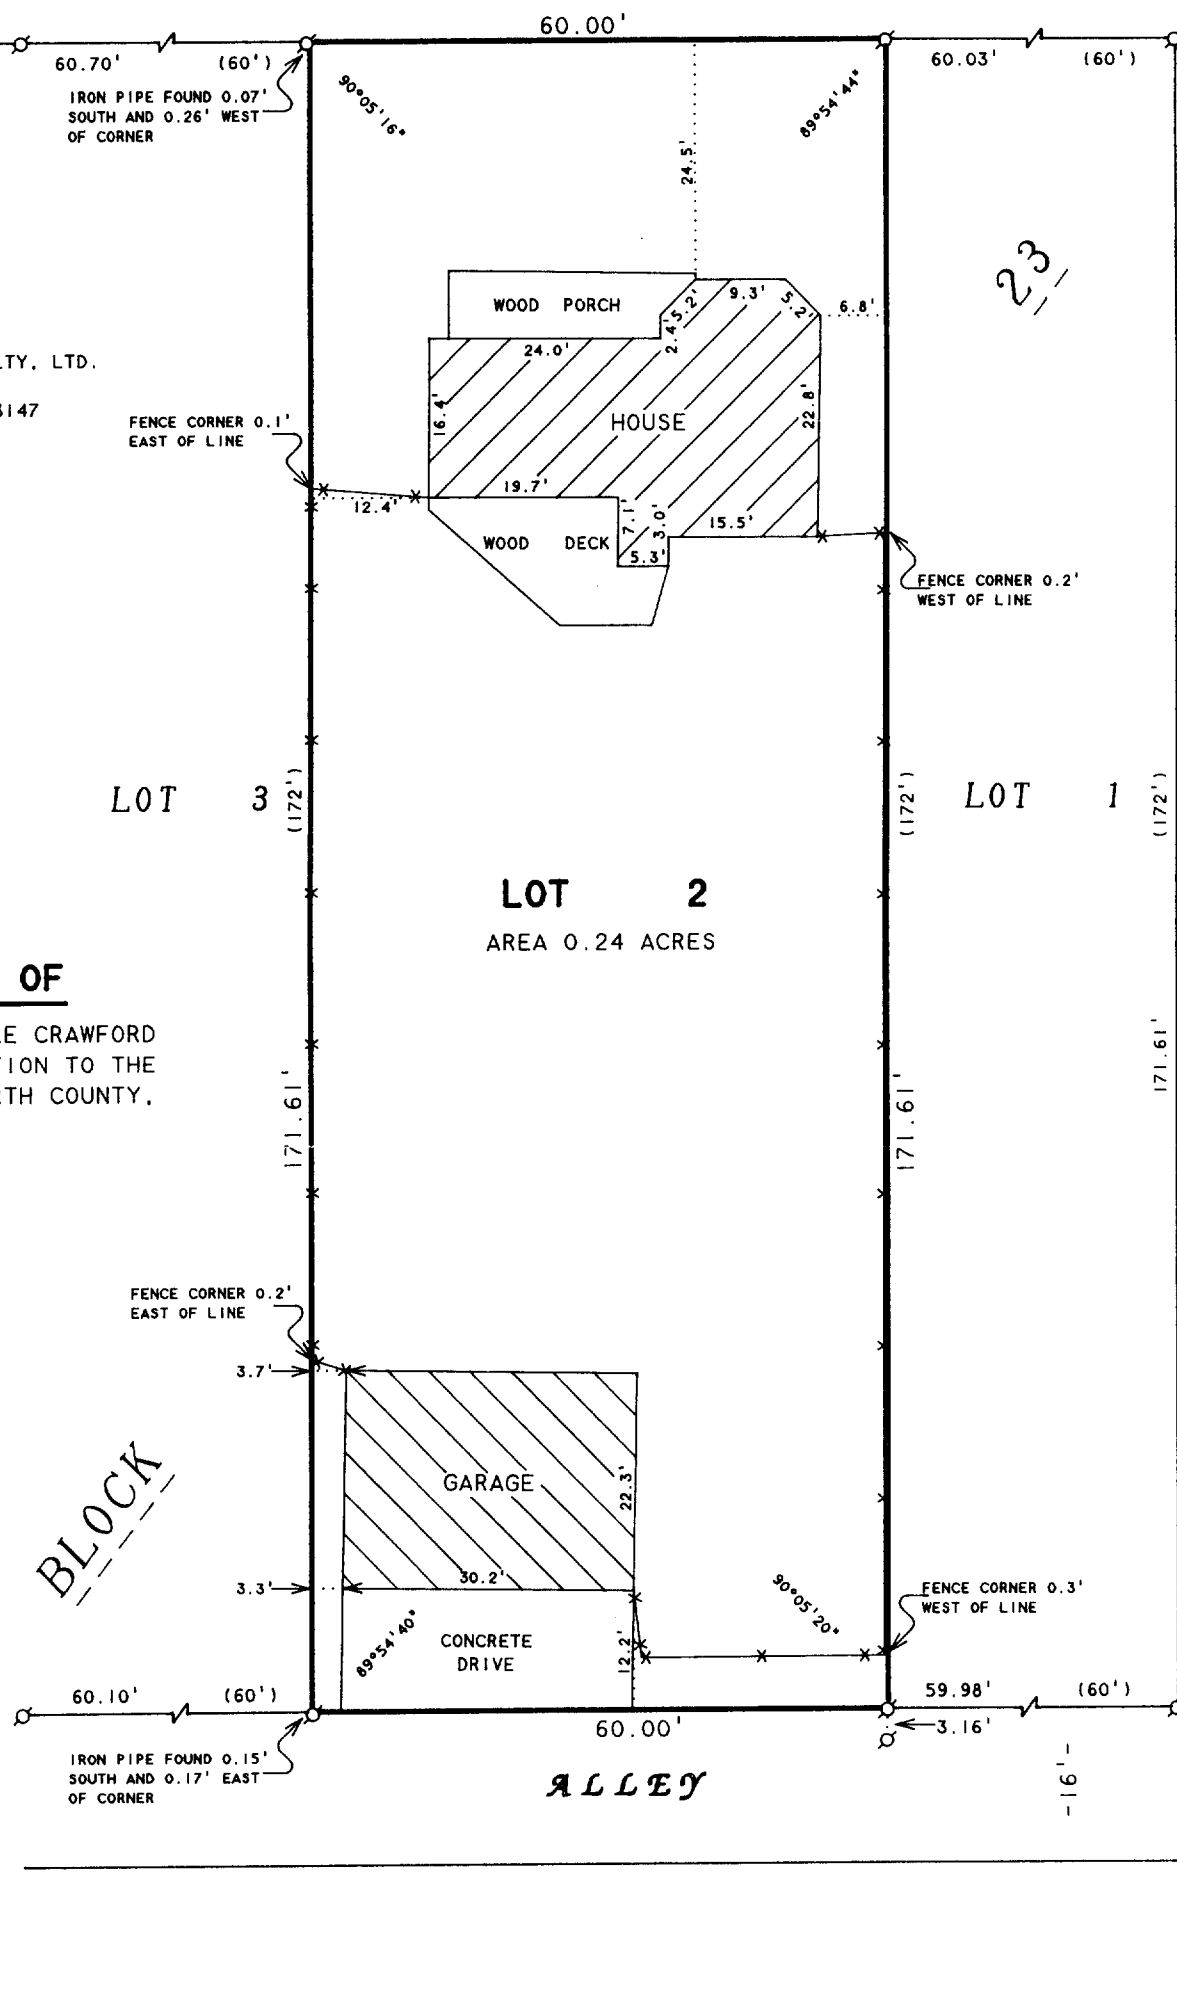 60.00'
60.70' (60')
60.03' (60')
IRON PIPE FOUND 0.07'
SOUTH AND 0.26' WEST
OF CORNER
90°05'16"
89°54'44"
24.5'
23
WOOD PORCH
5.2'
9.3'
5.2'
6.8'
2.4'
24.0'
LTY, LTD.
3147
16.4'
HOUSE
22.8'
FENCE CORNER 0.1'
EAST OF LINE
12.4'
19.7'
7.1'
3.0'
15.5'
WOOD DECK
5.3'
FENCE CORNER 0.2'
WEST OF LINE
LOT 3
(172')
(172')
LOT 1
(172')
LOT 2
AREA 0.24 ACRES
OF
LE CRAWFORD
TION TO THE
RTH COUNTY,
171.61'
171.61'
171.61'
FENCE CORNER 0.2'
EAST OF LINE
3.7'
GARAGE
22.3'
BLOCK
30.2'
3.3'
89°54'40"
CONCRETE
DRIVE
12.2'
90°05'20"
FENCE CORNER 0.3'
WEST OF LINE
60.10' (60')
60.00'
59.98' (60')
3.16'
IRON PIPE FOUND 0.15'
SOUTH AND 0.17' EAST
OF CORNER
ALLEY
-16'-